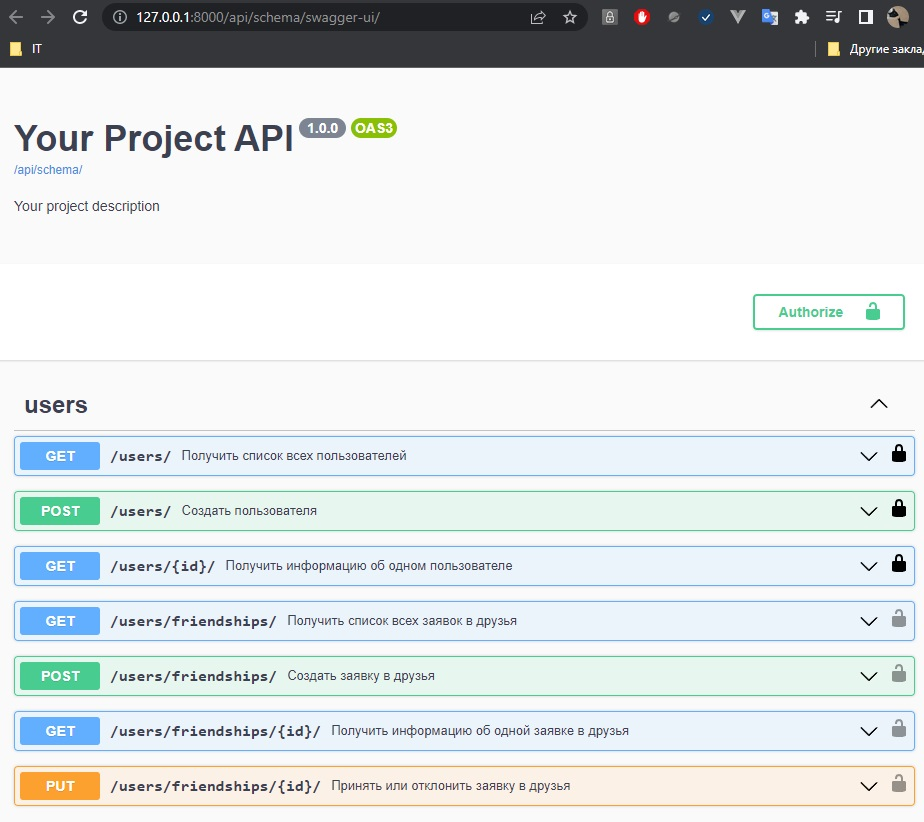 127.0.0.1:8000/api/schema/swagger-ui/
IT
Другие закла
Your Project API 1.0.0 OAS3
/api/schema/
Your project description
Authorize
users
GET /users/ Получить список всех пользователей
POST /users/ Создать пользователя
GET /users/{id}/ Получить информацию об одном пользователе
GET /users/friendships/ Получить список всех заявок в друзья
POST /users/friendships/ Создать заявку в друзья
GET /users/friendships/{id}/ Получить информацию об одной заявке в друзья
PUT /users/friendships/{id}/ Принять или отклонить заявку в друзья